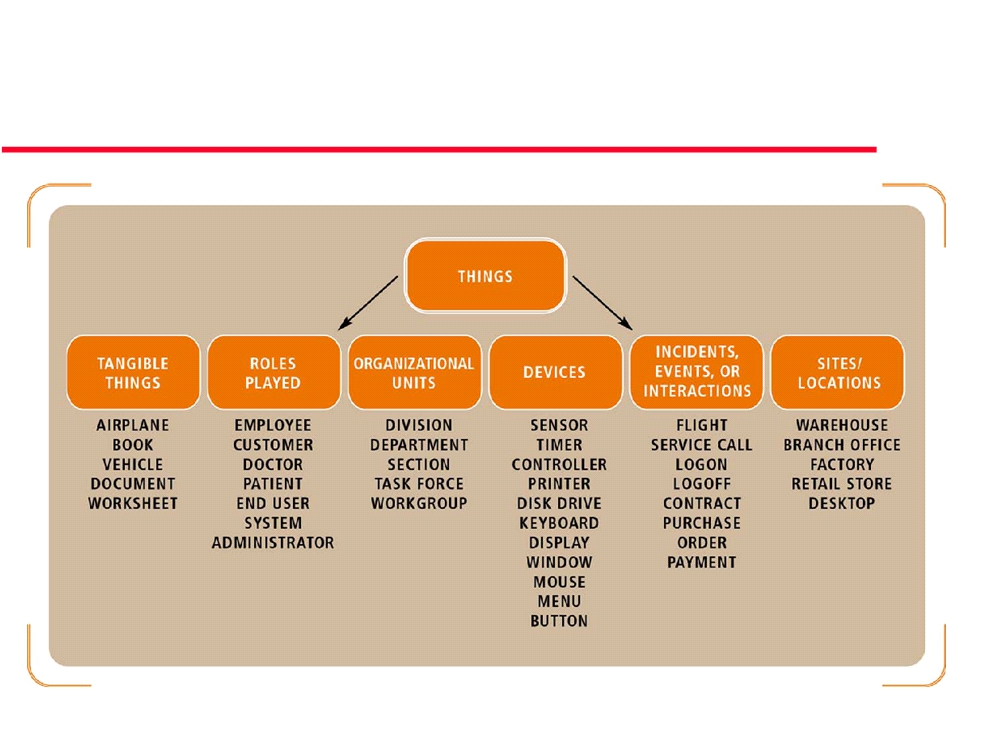 THINGS
TANGIBLE
THINGS
ROLES
PLAYED
ORGANIZATIONAL
UNITS
DEVICES
INCIDENTS,
EVENTS, OR
INTERACTIONS
SITES/
LOCATIONS
AIRPLANE
BOOK
VEHICLE
DOCUMENT
WORKSHEET
EMPLOYEE
CUSTOMER
DOCTOR
PATIENT
END USER
SYSTEM
ADMINISTRATOR
DIVISION
DEPARTMENT
SECTION
TASK FORCE
WORKGROUP
SENSOR
TIMER
CONTROLLER
PRINTER
DISK DRIVE
KEYBOARD
DISPLAY
WINDOW
MOUSE
MENU
BUTTON
FLIGHT
SERVICE CALL
LOGON
LOGOFF
CONTRACT
PURCHASE
ORDER
PAYMENT
WAREHOUSE
BRANCH OFFICE
FACTORY
RETAIL STORE
DESKTOP